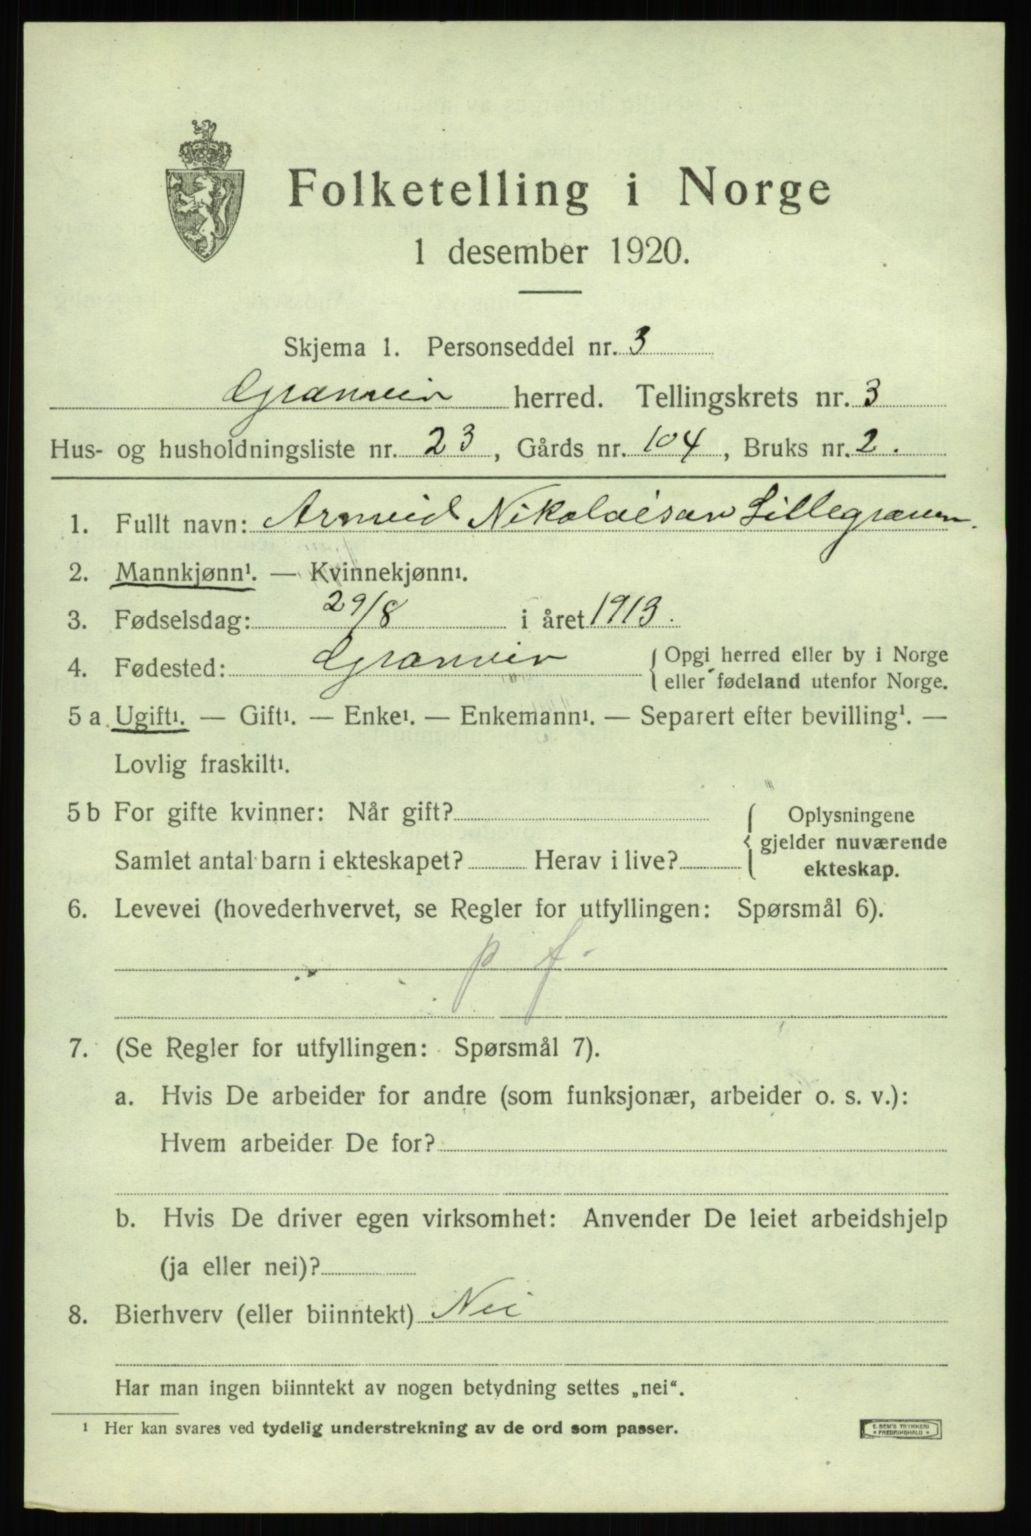 Folketelling i Norge
1 desember 1920.
Skjema 1. Personseddel nr. 3
Granvin herred. Tellingskrets nr. 3
Hus- og husholdningsliste nr. 23, Gårds nr. 104, Bruks nr. 2.
1. Fullt navn: Arnveid Nikolaisan Lillegraven.
2. Mannkjønn¹. — Kvinnekjønn¹.
3. Fødselsdag: 29/8 i året 1913.
4. Fødested: Granvin { Opgi herred eller by i Norge
eller fødeland utenfor Norge.
5 a. Ugift¹. — Gift¹. — Enke¹. — Enkemann¹. — Separert efter bevilling¹. —
Lovlig fraskilt¹.
5 b For gifte kvinner: Når gift? { Oplysningene
gjelder nuværende
Samlet antal barn i ekteskapet? Herav i live?
ekteskap.
6. Levevei (hovederhvervet, se Regler for utfyllingen: Spørsmål 6).
p f.
7. (Se Regler for utfyllingen: Spørsmål 7).
a. Hvis De arbeider for andre (som funksjonær, arbeider o. s. v.):
Hvem arbeider De for?
b. Hvis De driver egen virksomhet: Anvender De leiet arbeidshjelp
(ja eller nei)?
8. Bierhverv (eller biinntekt) Nei
Har man ingen biinntekt av nogen betydning settes „nei“.
¹ Her kan svares ved tydelig understrekning av de ord som passer.
E. SEM'S TRYKKERI
FREDRIKSHALD